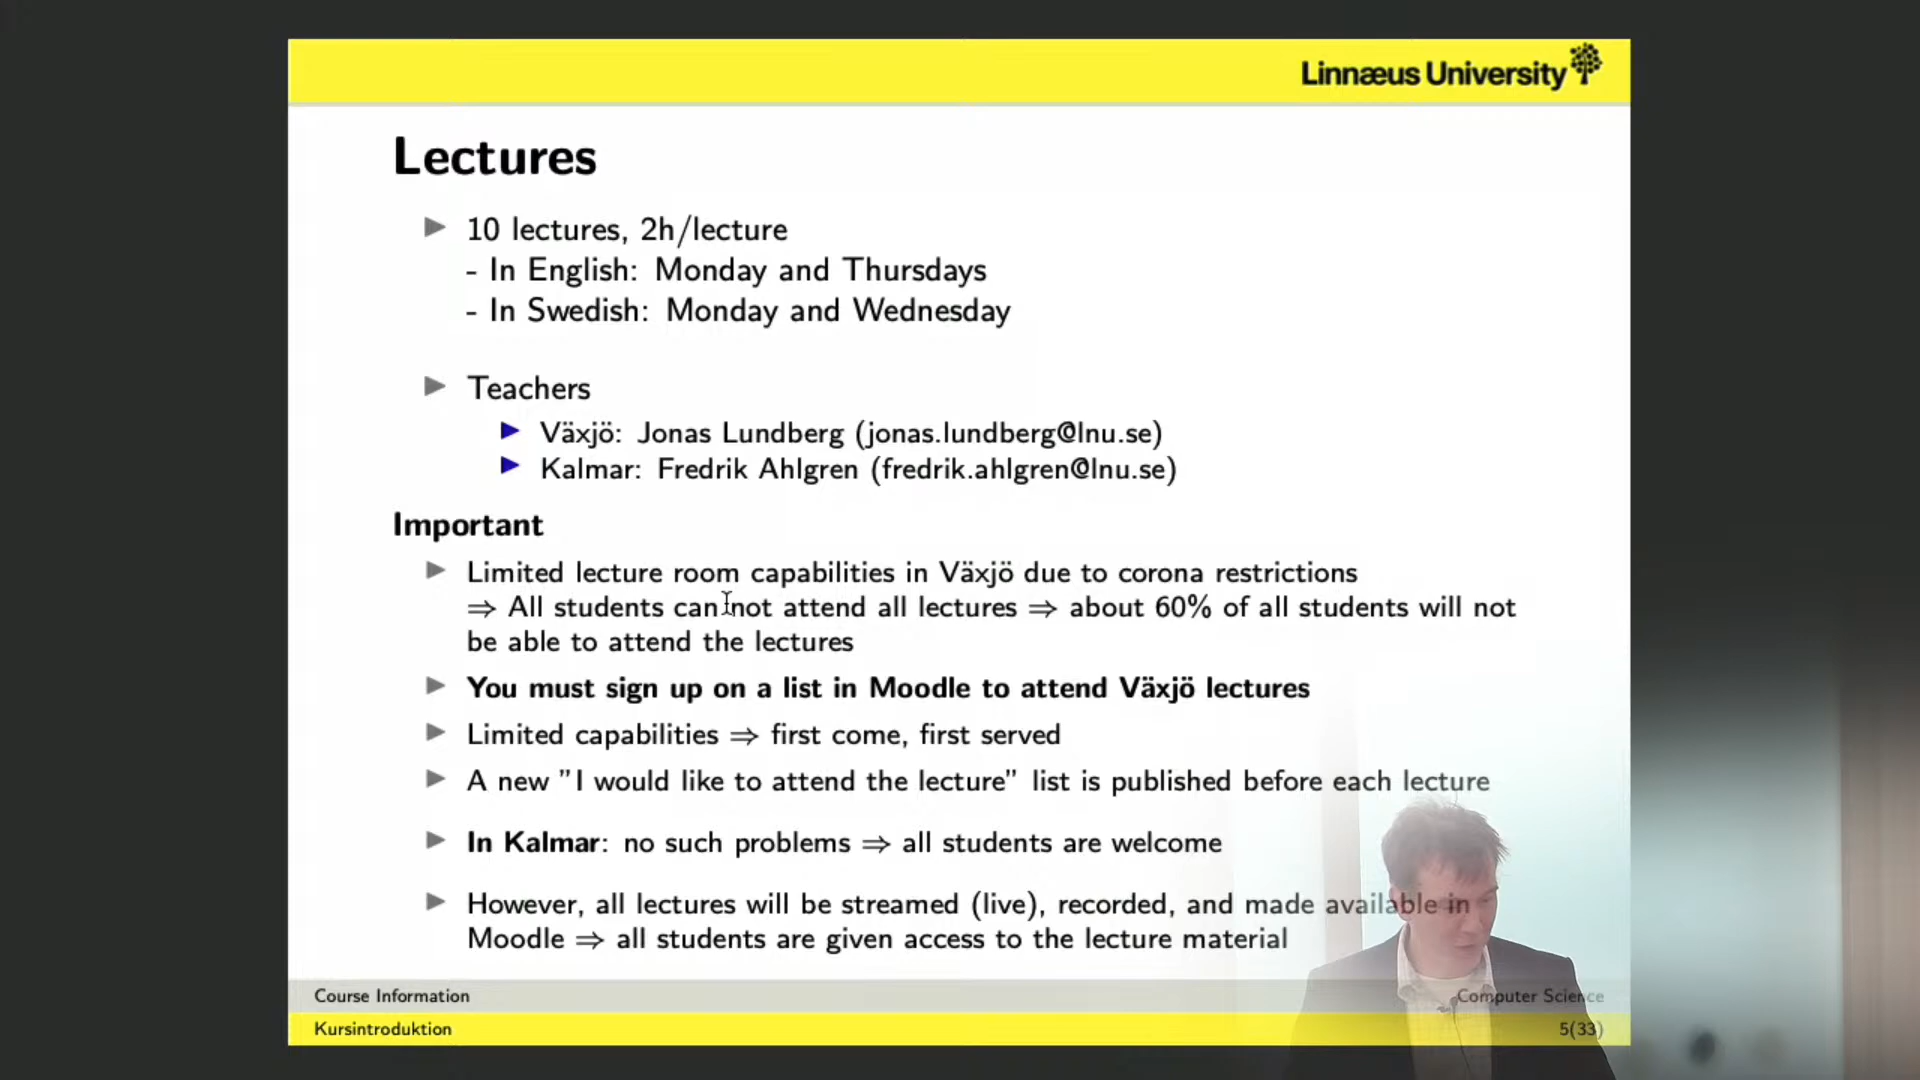 Linnæus University
Lectures
10 lectures, 2h/lecture
- In English: Monday and Thursdays
- In Swedish: Monday and Wednesday
Teachers
Växjö: Jonas Lundberg (jonas.lundberg@lnu.se)
Kalmar: Fredrik Ahlgren (fredrik.ahlgren@lnu.se)
Important
Limited lecture room capabilities in Växjö due to corona restrictions
⇒ All students can not attend all lectures ⇒ about 60% of all students will not
be able to attend the lectures
You must sign up on a list in Moodle to attend Växjö lectures
Limited capabilities ⇒ first come, first served
A new "I would like to attend the lecture" list is published before each lecture
In Kalmar: no such problems ⇒ all students are welcome
However, all lectures will be streamed (live), recorded, and made available in
Moodle ⇒ all students are given access to the lecture material
Course Information
Computer Science
Kursintroduktion
5(33)